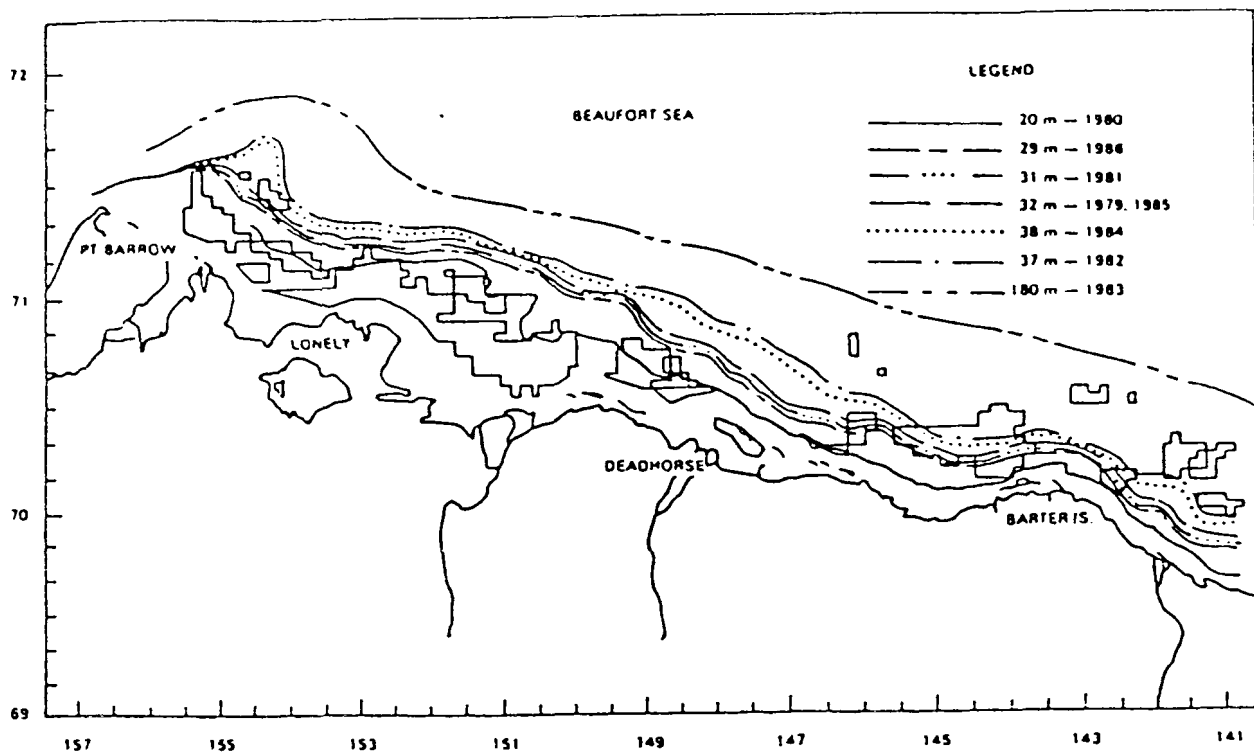 72
71
70
69
BEAUFORT SEA
LEGEND
20 m — 1980
29 m — 1986
31 m — 1981
32 m — 1979, 1985
38 m — 1984
37 m — 1982
180 m — 1983
PT BARROW
LONELY
DEADHORSE
BARTER IS.
157 155 153 151 149 147 145 143 141